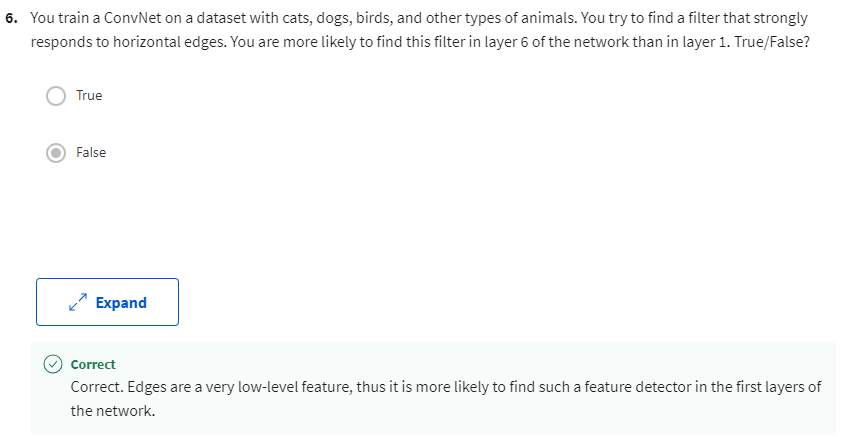 6. You train a ConvNet on a dataset with cats, dogs, birds, and other types of animals. You try to find a filter that strongly
responds to horizontal edges. You are more likely to find this filter in layer 6 of the network than in layer 1. True/False?
True
False
Expand
Correct
Correct. Edges are a very low-level feature, thus it is more likely to find such a feature detector in the first layers of
the network.